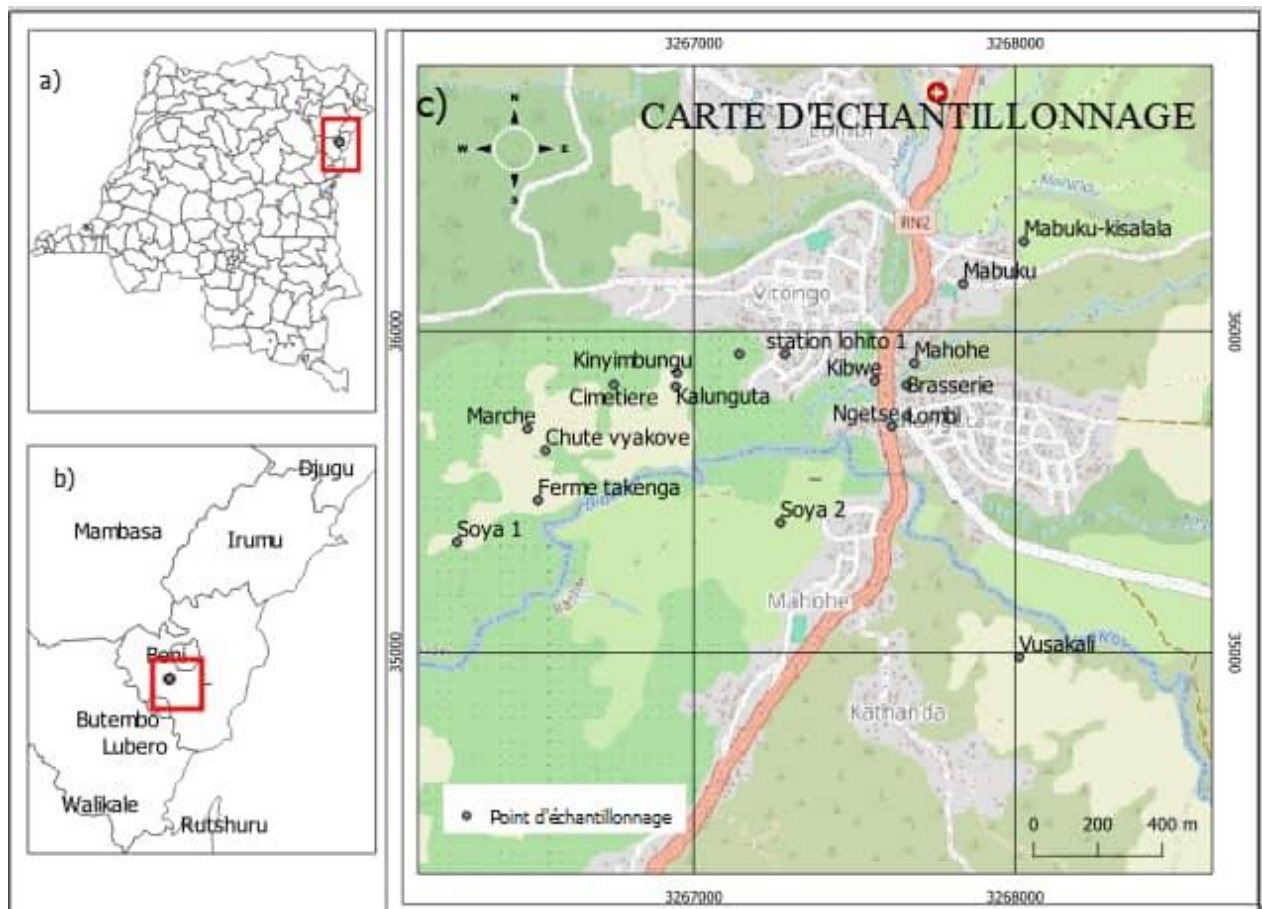 a)
b)
Djugu
Mambasa
Irumu
Beni
Butembo
Lubero
Walikale
Rutshuru
3267000
3268000
c)
CARTE D'ECHANTILLONNAGE
N
W
E
S
RN2
Mabuku-kisalala
Mabuku
Vitongo
36000
36000
station lohito 1
Mahohe
Kinyimbungu
Kibwe
Cimetiere
Kalunguta
Brasserie
Marche
Ngetse
Lombi
Chute vyakove
Ferme takenga
Soya 2
Soya 1
Mahohe
35000
35000
Vusakali
Kathanda
Point d'échantillonnage
0
200
400 m
3267000
3268000